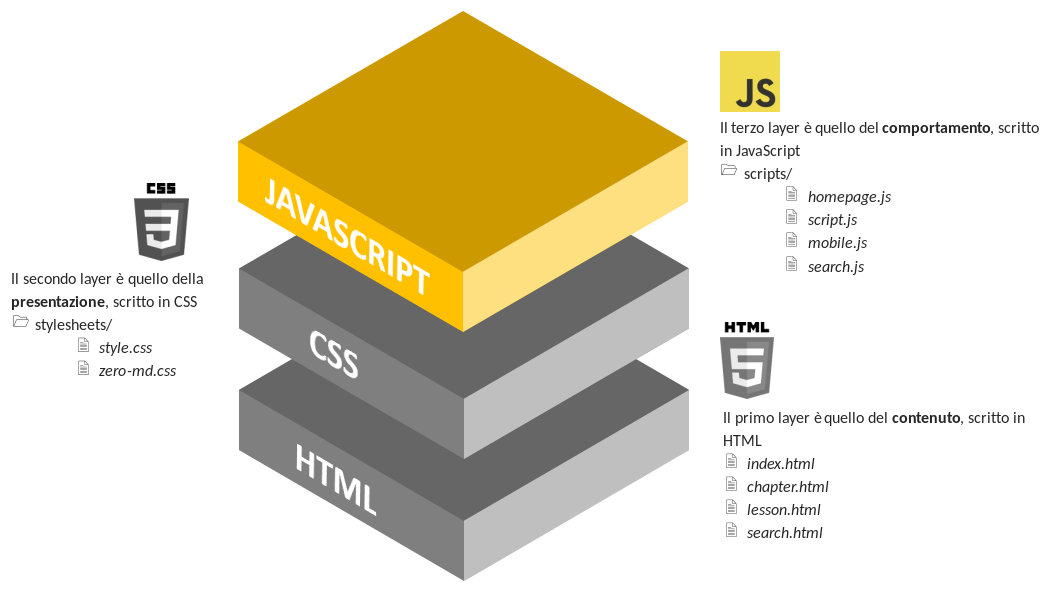 CSS
3
Il secondo layer è quello della
presentazione, scritto in CSS
stylesheets/
style.css
zero-md.css
JAVASCRIPT
CSS
HTML
JS
Il terzo layer è quello del comportamento, scritto
in JavaScript
scripts/
homepage.js
script.js
mobile.js
search.js
HTML
5
Il primo layer è quello del contenuto, scritto in
HTML
index.html
chapter.html
lesson.html
search.html